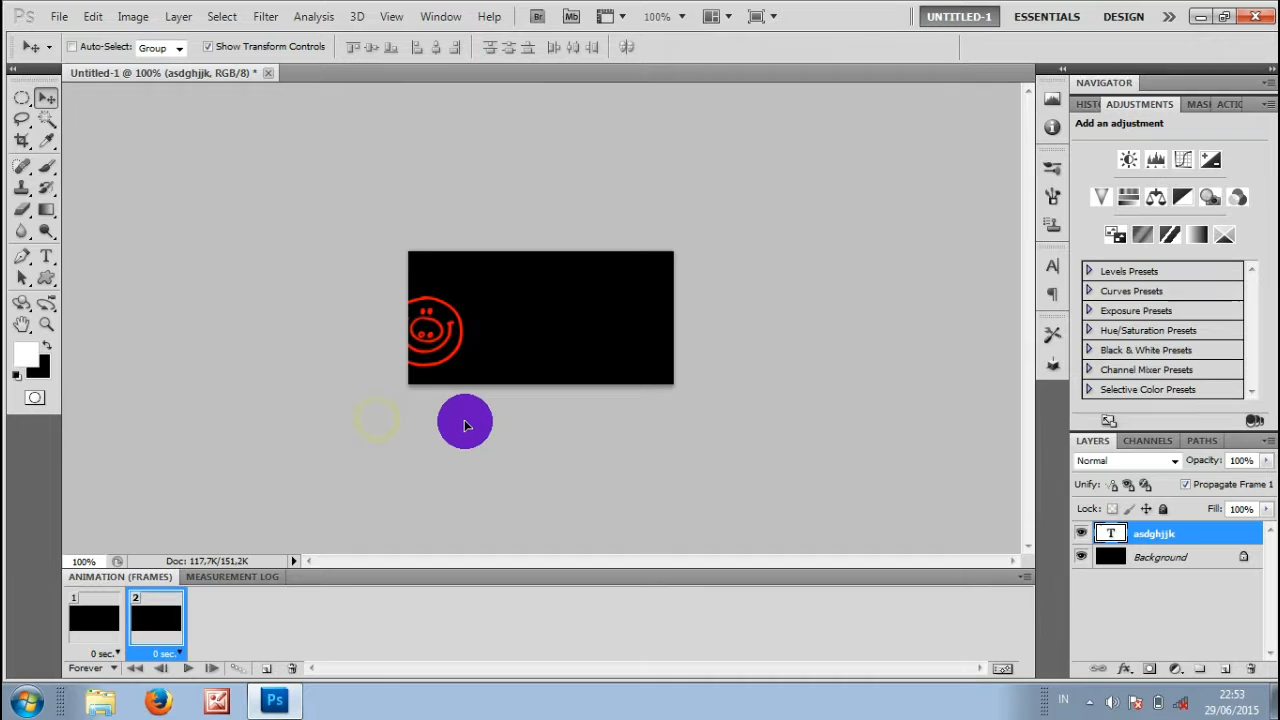 Ps File Edit Image Layer Select Filter Analysis 3D View Window Help Br Mb 100% UNTITLED-1 ESSENTIALS DESIGN
Auto-Select: Group Show Transform Controls
Untitled-1 @ 100% (asdghjjk, RGB/8) *
NAVIGATOR
HIST ADJUSTMENTS MASK ACTIO
Add an adjustment
Levels Presets
Curves Presets
Exposure Presets
Hue/Saturation Presets
Black & White Presets
Channel Mixer Presets
Selective Color Presets
LAYERS CHANNELS PATHS
Normal Opacity: 100%
Unify: Propagate Frame 1
Lock: Fill: 100%
T asdghjjk
Background
100% Doc: 117,7K/151,2K
ANIMATION (FRAMES) MEASUREMENT LOG
1 2
0 sec. 0 sec.
Forever
Ps IN 22:53
29/06/2015